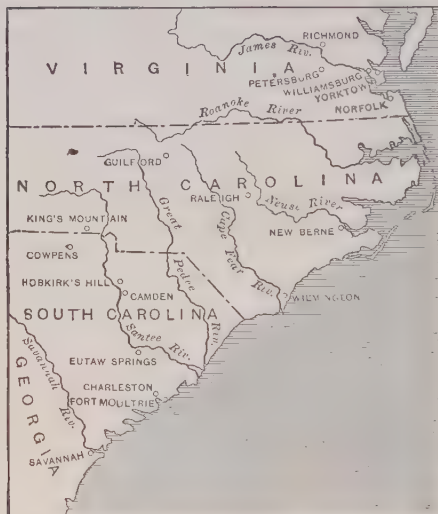 RICHMOND
James Riv.
VIRGINIA
PETERSBURG
WILLIAMSBURG
YORKTOW
NORFOLK
Roanoke River
GUILFORD
NORTH CAROLINA
RALEIGH
Neuse River
KING'S MOUNTAIN
Great Pedee Riv.
Cape Fear Riv.
NEW BERNE
COWPENS
HOBKIRK'S HILL
CAMDEN
WILMINGTON
SOUTH CAROLINA
Santee Riv.
Savannah Riv.
EUTAW SPRINGS
GEORGIA
CHARLESTON
FORT MOULTRIE
SAVANNAH